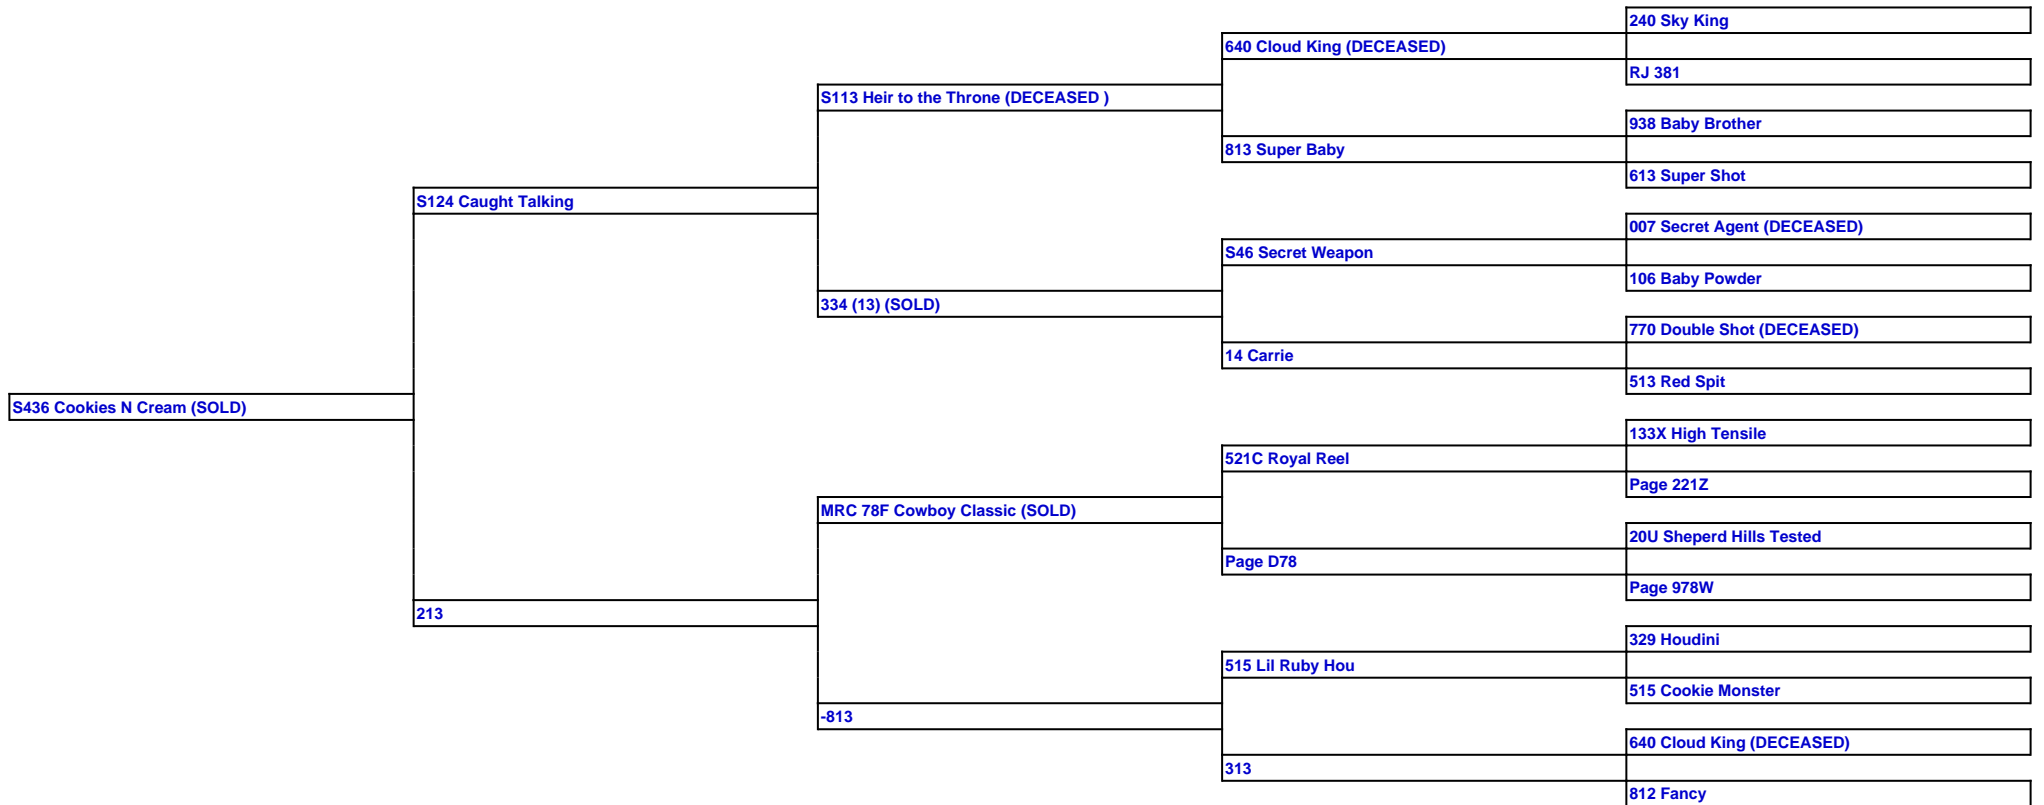 240 Sky King
640 Cloud King (DECEASED)
RJ 381
S113 Heir to the Throne (DECEASED )
938 Baby Brother
813 Super Baby
613 Super Shot
S124 Caught Talking
007 Secret Agent (DECEASED)
S46 Secret Weapon
106 Baby Powder
334 (13) (SOLD)
770 Double Shot (DECEASED)
14 Carrie
513 Red Spit
S436 Cookies N Cream (SOLD)
133X High Tensile
521C Royal Reel
Page 221Z
MRC 78F Cowboy Classic (SOLD)
20U Sheperd Hills Tested
Page D78
Page 978W
213
329 Houdini
515 Lil Ruby Hou
515 Cookie Monster
-813
640 Cloud King (DECEASED)
313
812 Fancy